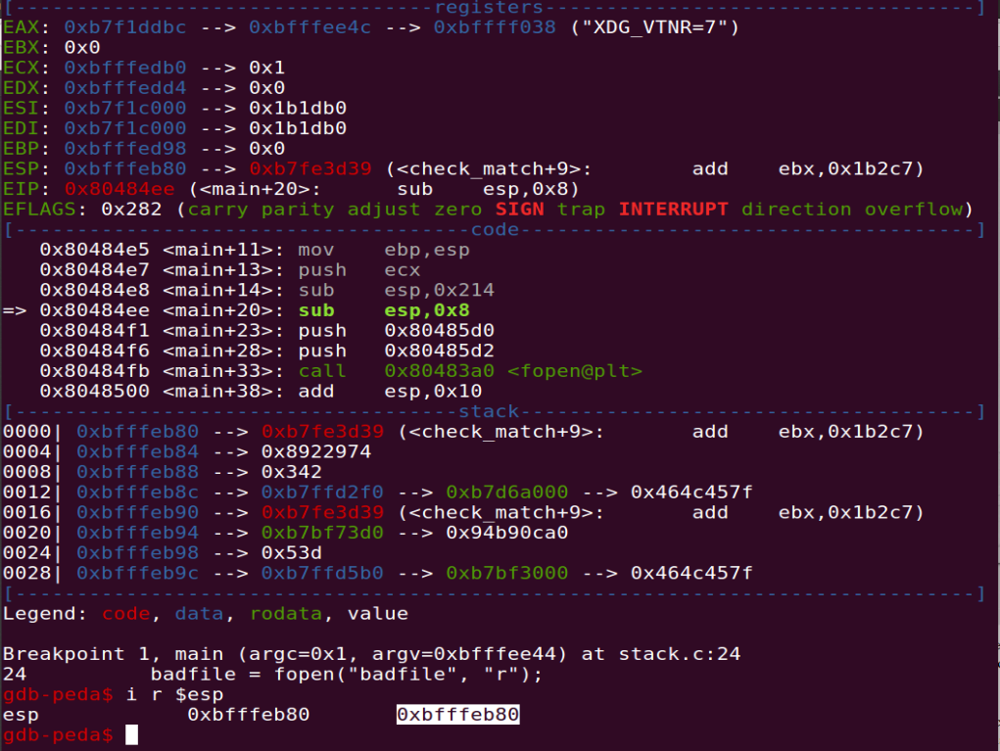 [----------------------------------registers-----------------------------------]
EAX: 0xb7f1ddbc --> 0xbfffee4c --> 0xbffff038 ("XDG_VTNR=7")
EBX: 0x0
ECX: 0xbfffedb0 --> 0x1
EDX: 0xbfffedd4 --> 0x0
ESI: 0xb7f1c000 --> 0x1b1db0
EDI: 0xb7f1c000 --> 0x1b1db0
EBP: 0xbfffed98 --> 0x0
ESP: 0xbfffeb80 --> 0xb7fe3d39 (<check_match+9>:       add    ebx,0x1b2c7)
EIP: 0x80484ee (<main+20>:      sub    esp,0x8)
EFLAGS: 0x282 (carry parity adjust zero SIGN trap INTERRUPT direction overflow)
[-------------------------------------code-------------------------------------]
   0x80484e5 <main+11>: mov    ebp,esp
   0x80484e7 <main+13>: push   ecx
   0x80484e8 <main+14>: sub    esp,0x214
=> 0x80484ee <main+20>: sub    esp,0x8
   0x80484f1 <main+23>: push   0x80485d0
   0x80484f6 <main+28>: push   0x80485d2
   0x80484fb <main+33>: call   0x80483a0 <fopen@plt>
   0x8048500 <main+38>: add    esp,0x10
[------------------------------------stack-------------------------------------]
0000| 0xbfffeb80 --> 0xb7fe3d39 (<check_match+9>:       add    ebx,0x1b2c7)
0004| 0xbfffeb84 --> 0x8922974
0008| 0xbfffeb88 --> 0x342
0012| 0xbfffeb8c --> 0xb7ffd2f0 --> 0xb7d6a000 --> 0x464c457f
0016| 0xbfffeb90 --> 0xb7fe3d39 (<check_match+9>:       add    ebx,0x1b2c7)
0020| 0xbfffeb94 --> 0xb7bf73d0 --> 0x94b90ca0
0024| 0xbfffeb98 --> 0x53d
0028| 0xbfffeb9c --> 0xb7ffd5b0 --> 0xb7bf3000 --> 0x464c457f
[------------------------------------------------------------------------------]
Legend: code, data, rodata, value

Breakpoint 1, main (argc=0x1, argv=0xbfffee44) at stack.c:24
24          badfile = fopen("badfile", "r");
gdb-peda$ i r $esp
esp            0xbfffeb80       0xbfffeb80
gdb-peda$